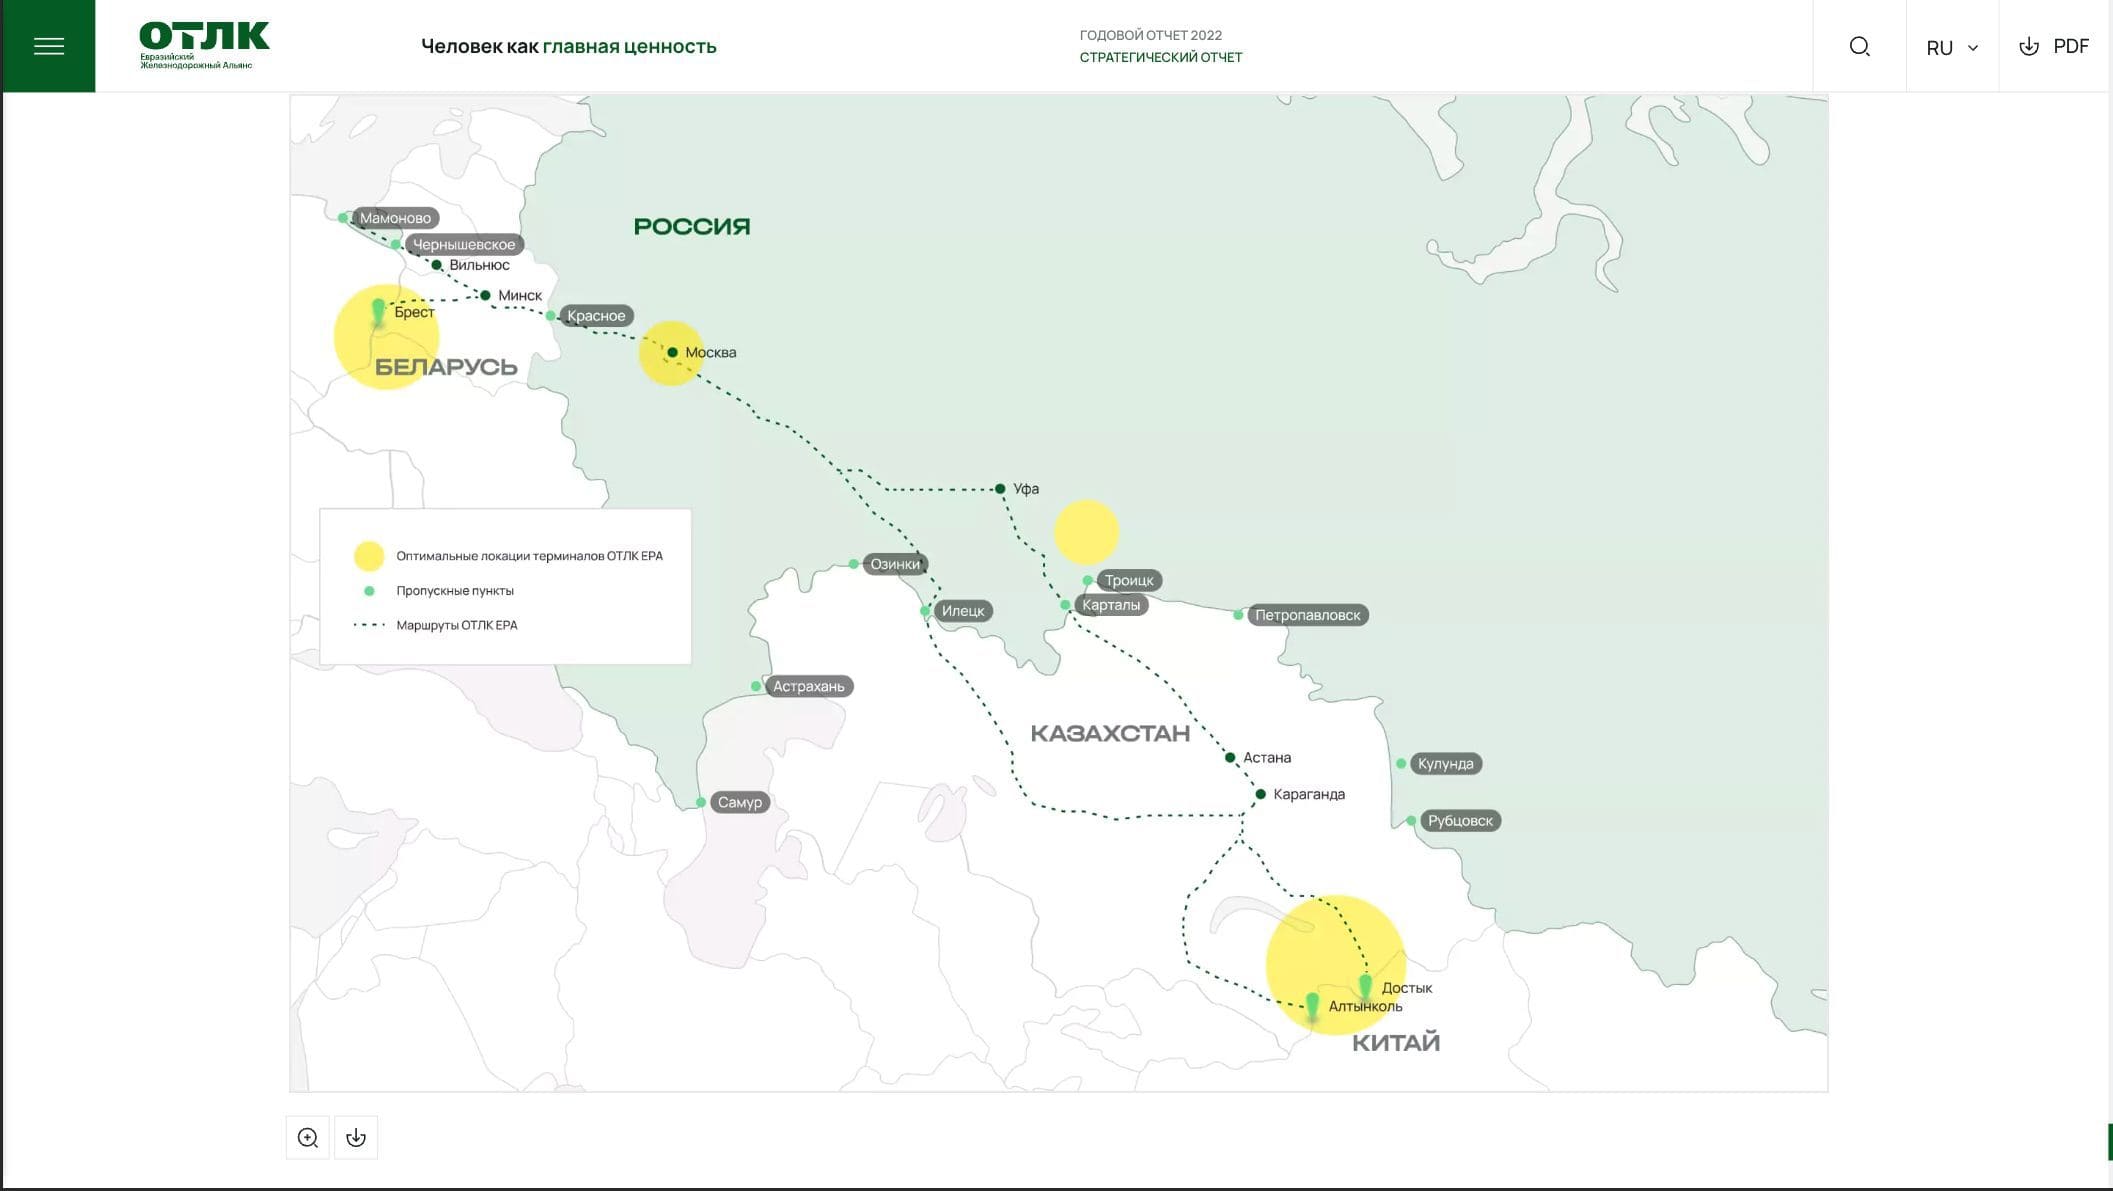 ОТЛК
Евразийский
Железнодорожный Альянс
Человек как главная ценность
ГОДОВОЙ ОТЧЕТ 2022
СТРАТЕГИЧЕСКИЙ ОТЧЕТ
RU
PDF
РОССИЯ
Мамоново
Чернышевское
Вильнюс
Минск
Брест
Красное
Москва
БЕЛАРУСЬ
Уфа
Оптимальные локации терминалов ОТЛК ЕРА
Пропускные пункты
Маршруты ОТЛК ЕРА
Озинки
Илецк
Троицк
Карталы
Петропавловск
Астрахань
КАЗАХСТАН
Астана
Кулунда
Караганда
Самур
Рубцовск
Достык
Алтынколь
КИТАЙ